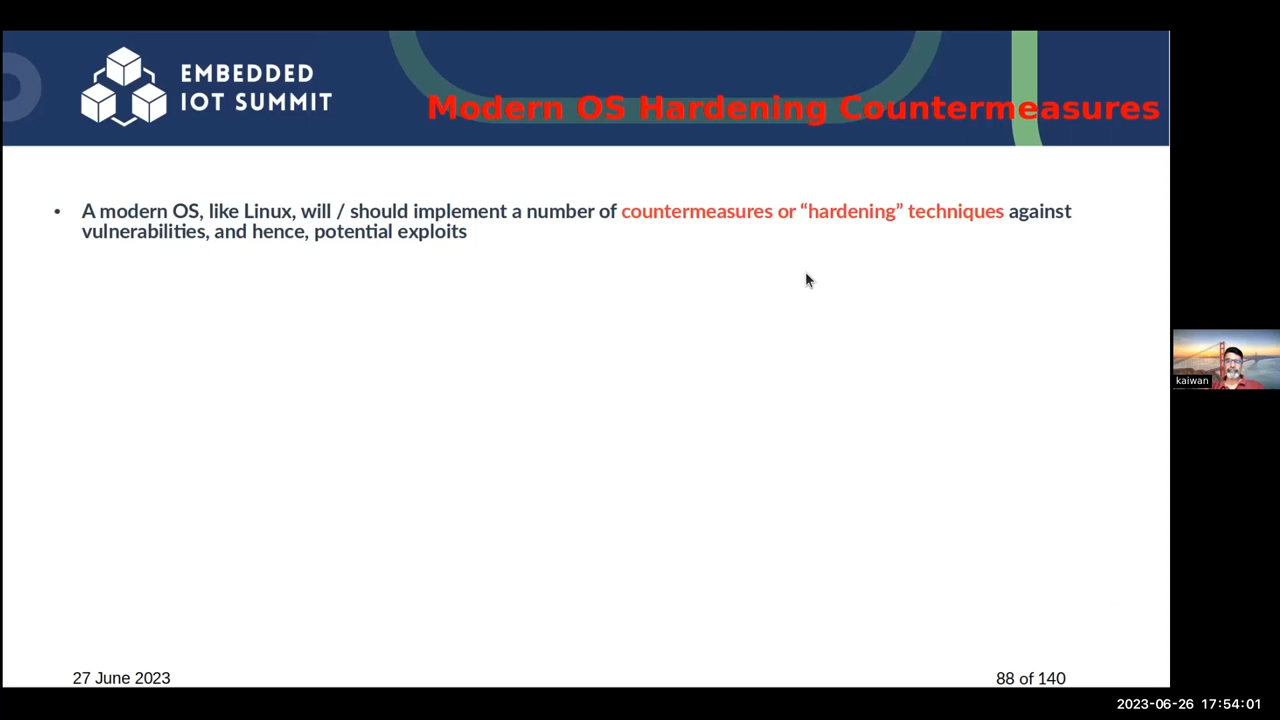 EMBEDDED
IOT SUMMIT
Modern OS Hardening Countermeasures
• A modern OS, like Linux, will / should implement a number of countermeasures or “hardening” techniques against
vulnerabilities, and hence, potential exploits
kaiwan
27 June 2023
88 of 140
2023-06-26 17:54:01